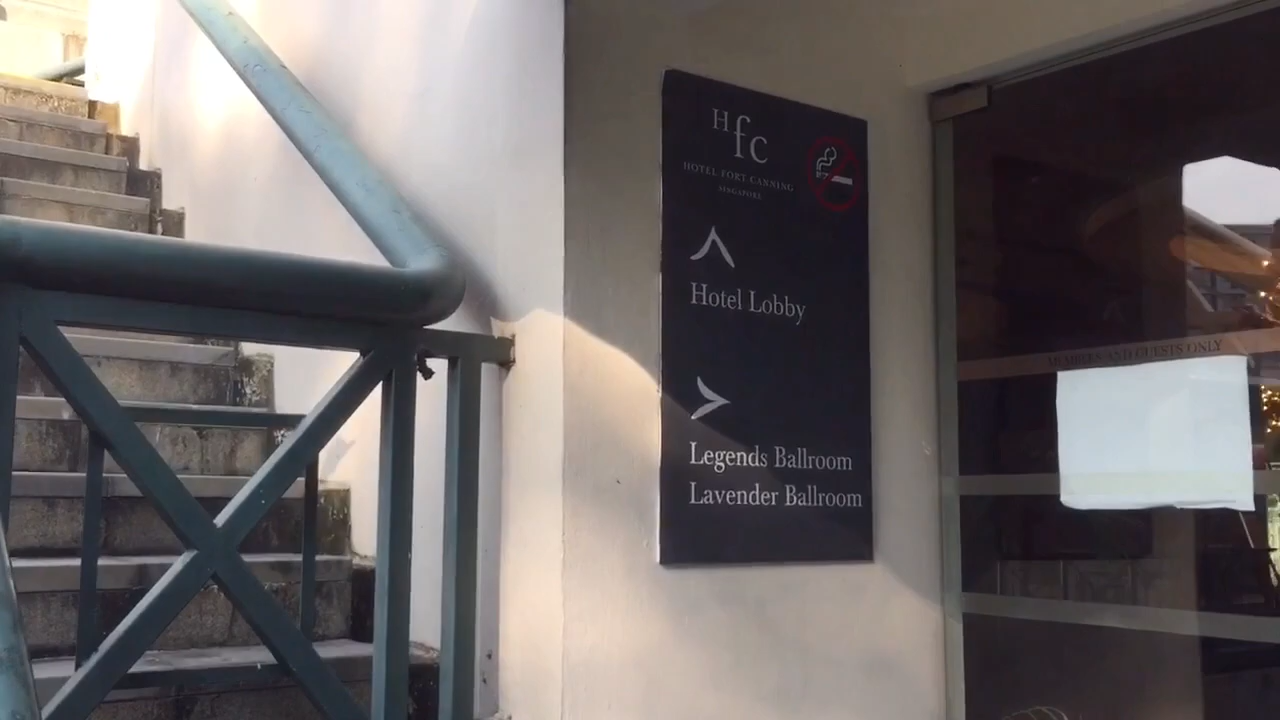 Hfc
HOTEL FORT CANNING
SINGAPORE
Hotel Lobby
Legends Ballroom
Lavender Ballroom
MEMBERS AND GUESTS ONLY